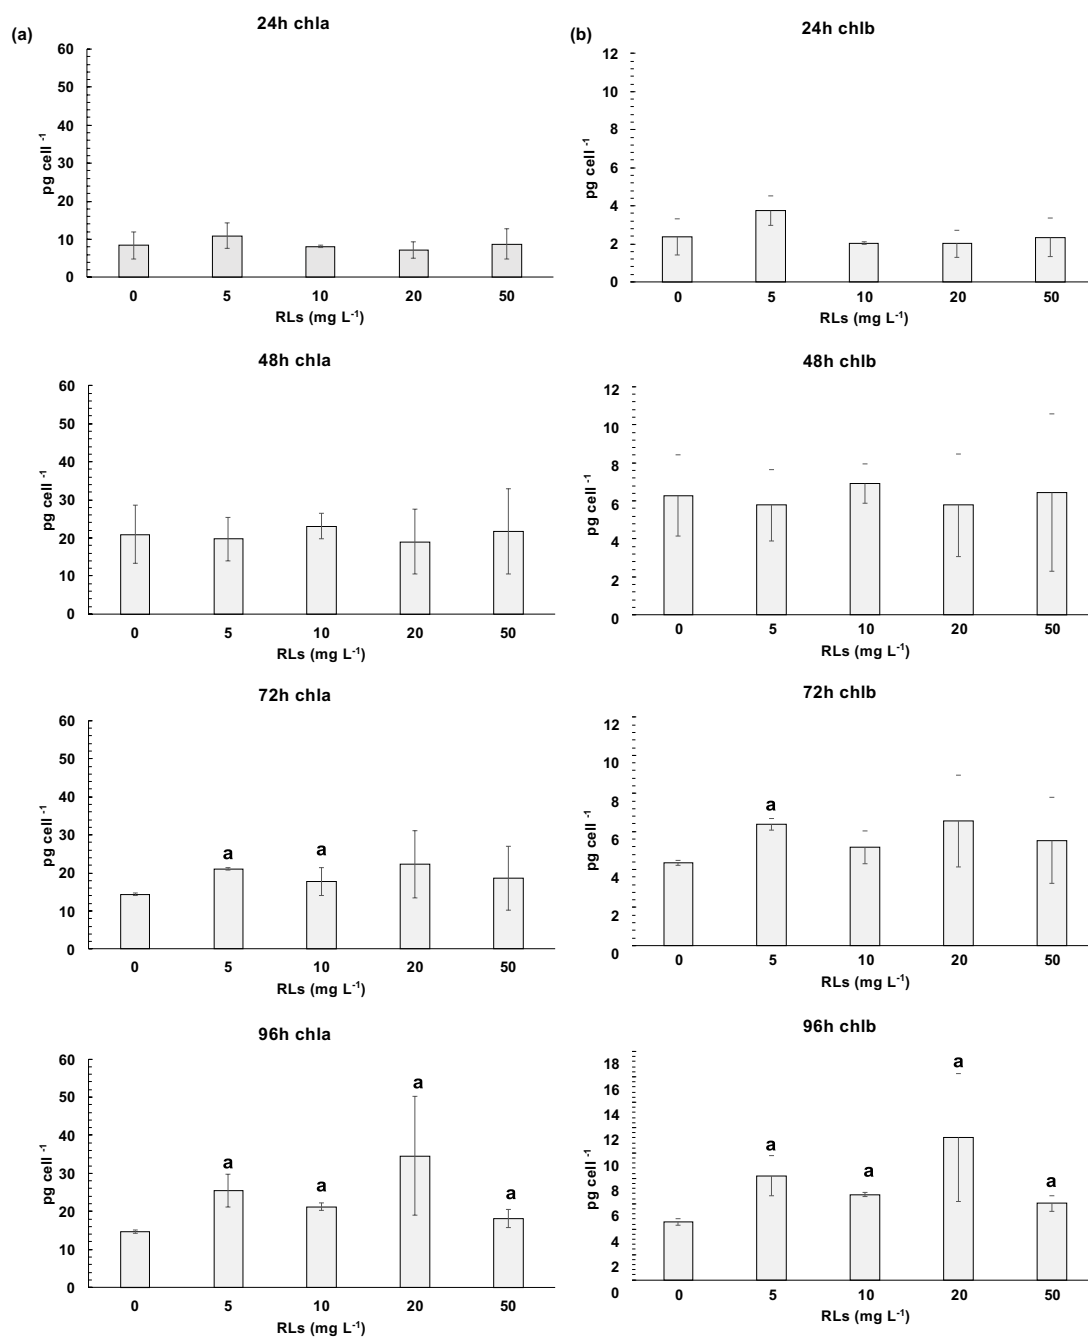 (a)
24h chla
60
50
40
30
20
10
0
pg cell -1
0 5 10 20 50
RLs (mg L-1)
48h chla
60
50
40
30
20
10
0
pg cell -1
0 5 10 20 50
RLs (mg L-1)
72h chla
60
50
40
30
20
10
0
pg cell -1
a a
0 5 10 20 50
RLs (mg L-1)
96h chla
60
50
40
30
20
10
0
pg cell -1
a a a a
0 5 10 20 50
RLs (mg L-1)
(b)
24h chlb
12
10
8
6
4
2
0
pg cell -1
0 5 10 20 50
RLs (mg L-1)
48h chlb
12
10
8
6
4
2
0
pg cell -1
0 5 10 20 50
RLs (mg L-1)
72h chlb
12
10
8
6
4
2
0
pg cell -1
a
0 5 10 20 50
RLs (mg L-1)
96h chlb
18
16
14
12
10
8
6
4
2
0
pg cell -1
a a a a
0 5 10 20 50
RLs (mg L-1)